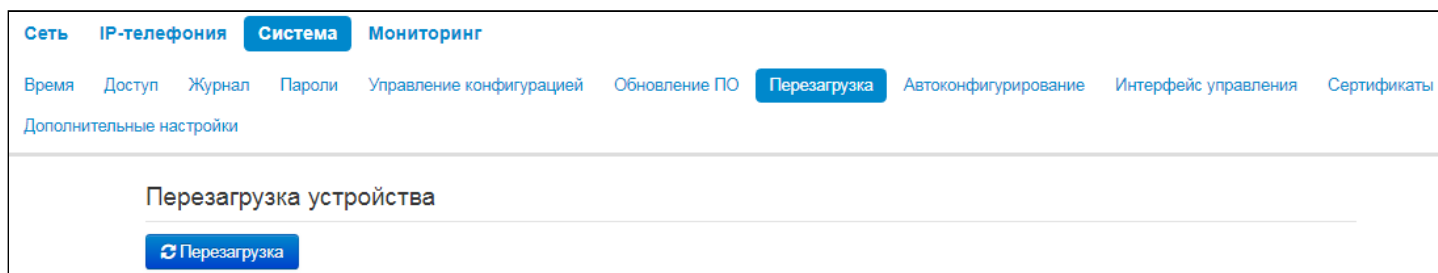 Сеть IP-телефония Система Мониторинг
Время Доступ Журнал Пароли Управление конфигурацией Обновление ПО Перезагрузка Автоконфигурирование Интерфейс управления Сертификаты
Дополнительные настройки
Перезагрузка устройства
Перезагрузка